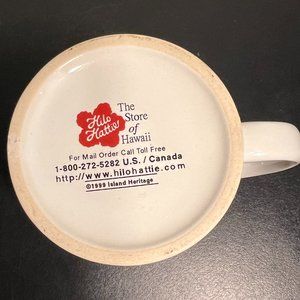 Hilo
Hattie
The
Store
of
Hawaii
For Mail Order Call Toll Free
1-800-272-5282 U.S. / Canada
http://www.hilohattie.com
©1999 Island Heritage